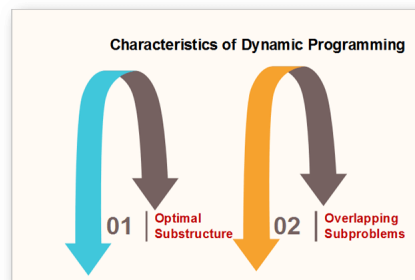 Characteristics of Dynamic Programming
01
Optimal
Substructure
02
Overlapping
Subproblems